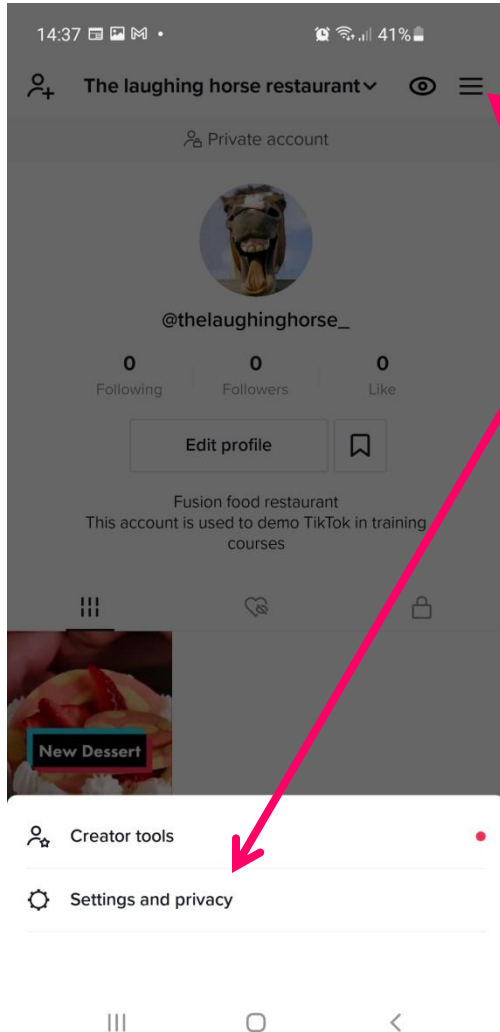 14:37
41%
The laughing horse restaurant
Private account
@thelaughinghorse_
0 0 0
Following Followers Like
Edit profile
Fusion food restaurant
This account is used to demo TikTok in training
courses
New Dessert
Creator tools
Settings and privacy